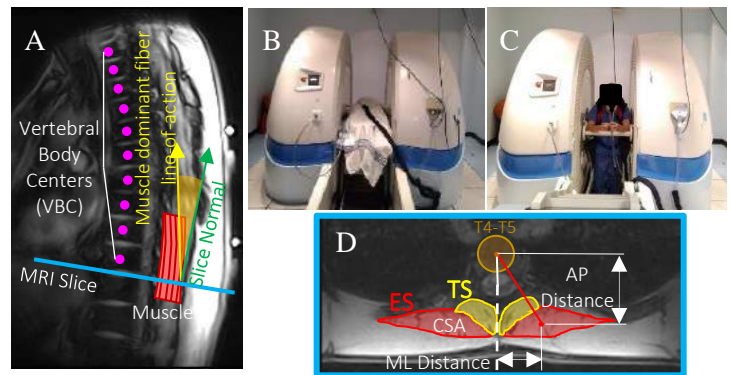 A
Vertebral
Body
Centers
(VBC)
Muscle dominant fiber
line-of-action
Slice Normal
MRI Slice
Muscle
B
C
D
T4-T5
AP
Distance
TS
ES
CSA
ML Distance